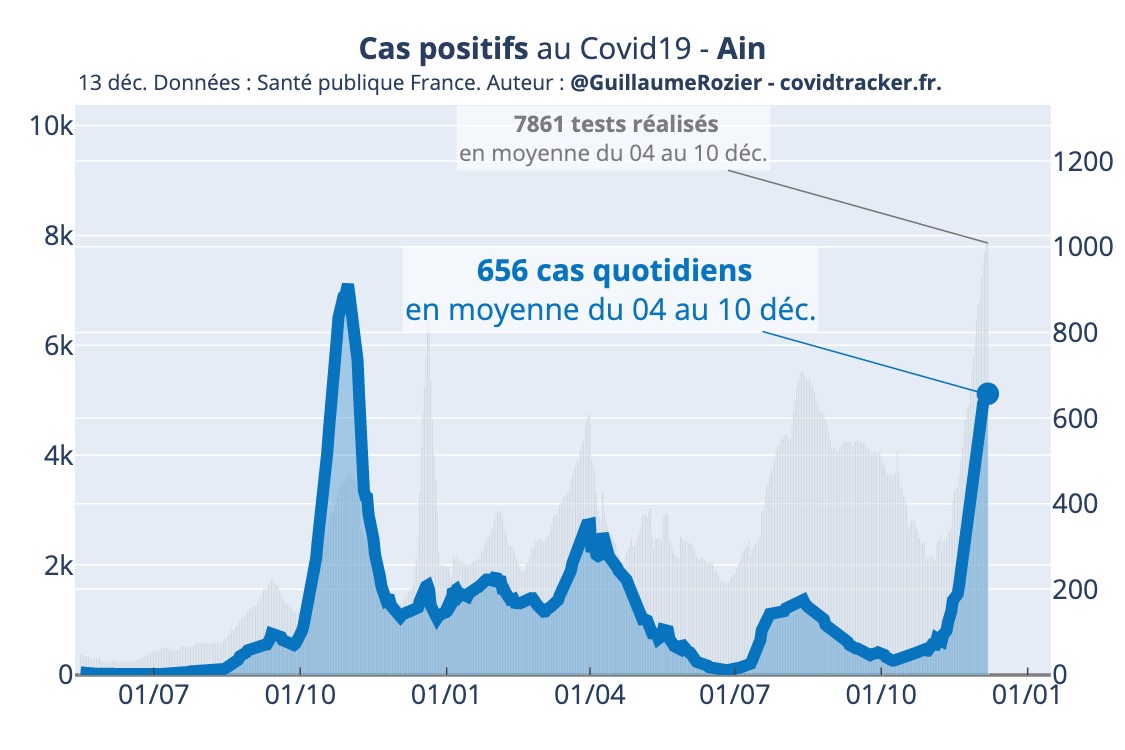 Cas positifs au Covid19 - Ain
13 déc. Données : Santé publique France. Auteur : @GuillaumeRozier - covidtracker.fr.
10k
8k
6k
4k
2k
0
7861 tests réalisés
en moyenne du 04 au 10 déc.
656 cas quotidiens
en moyenne du 04 au 10 déc.
1200
1000
800
600
400
200
0
01/07
01/10
01/01
01/04
01/07
01/10
01/01